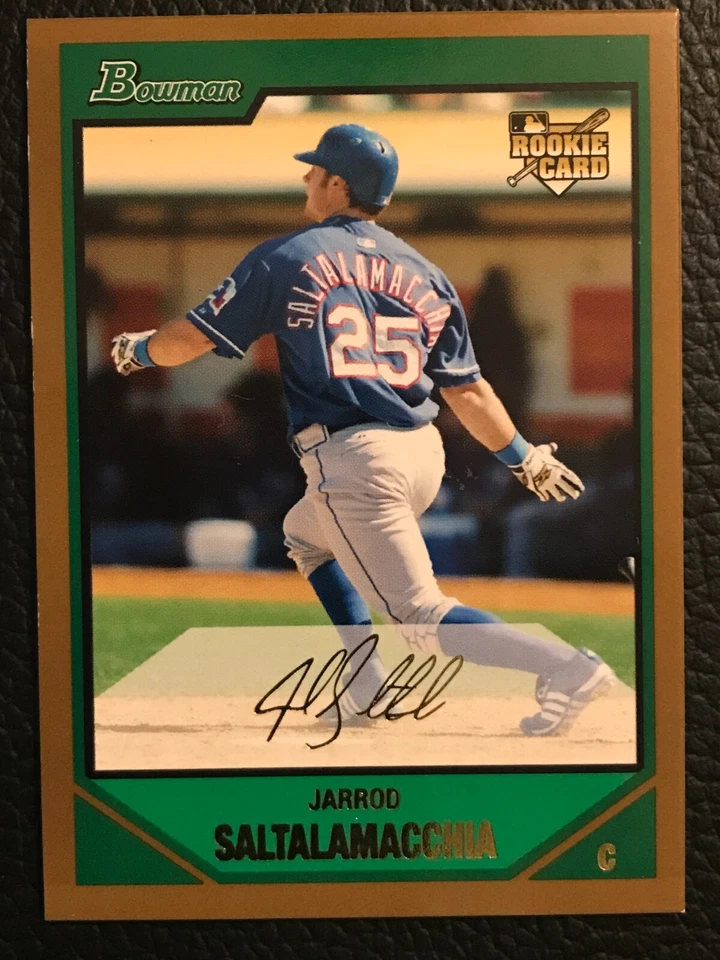 Bowman
ROOKIE
CARD
SALTALAMACCHIA
25
JARROD
SALTALAMACCHIA
C